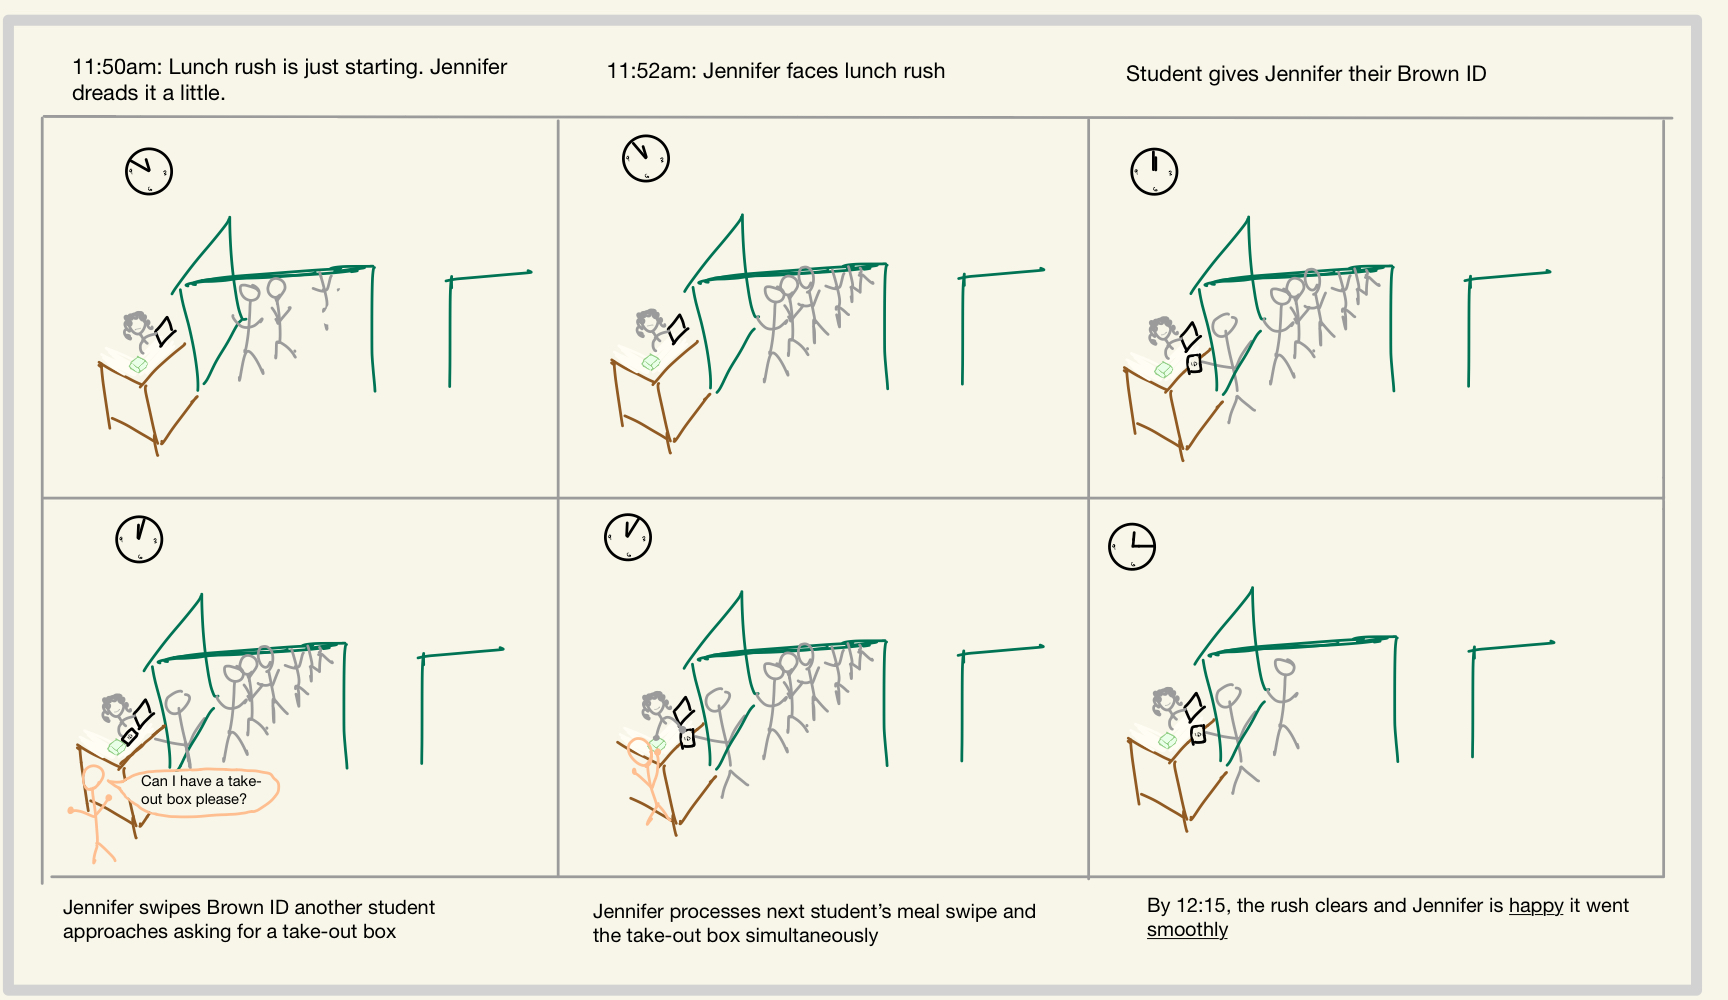 11:50am: Lunch rush is just starting. Jennifer
dreads it a little.
11:52am: Jennifer faces lunch rush
Student gives Jennifer their Brown ID
Can I have a take-
out box please?
Jennifer swipes Brown ID another student
approaches asking for a take-out box
Jennifer processes next student's meal swipe and
the take-out box simultaneously
By 12:15, the rush clears and Jennifer is happy it went
smoothly